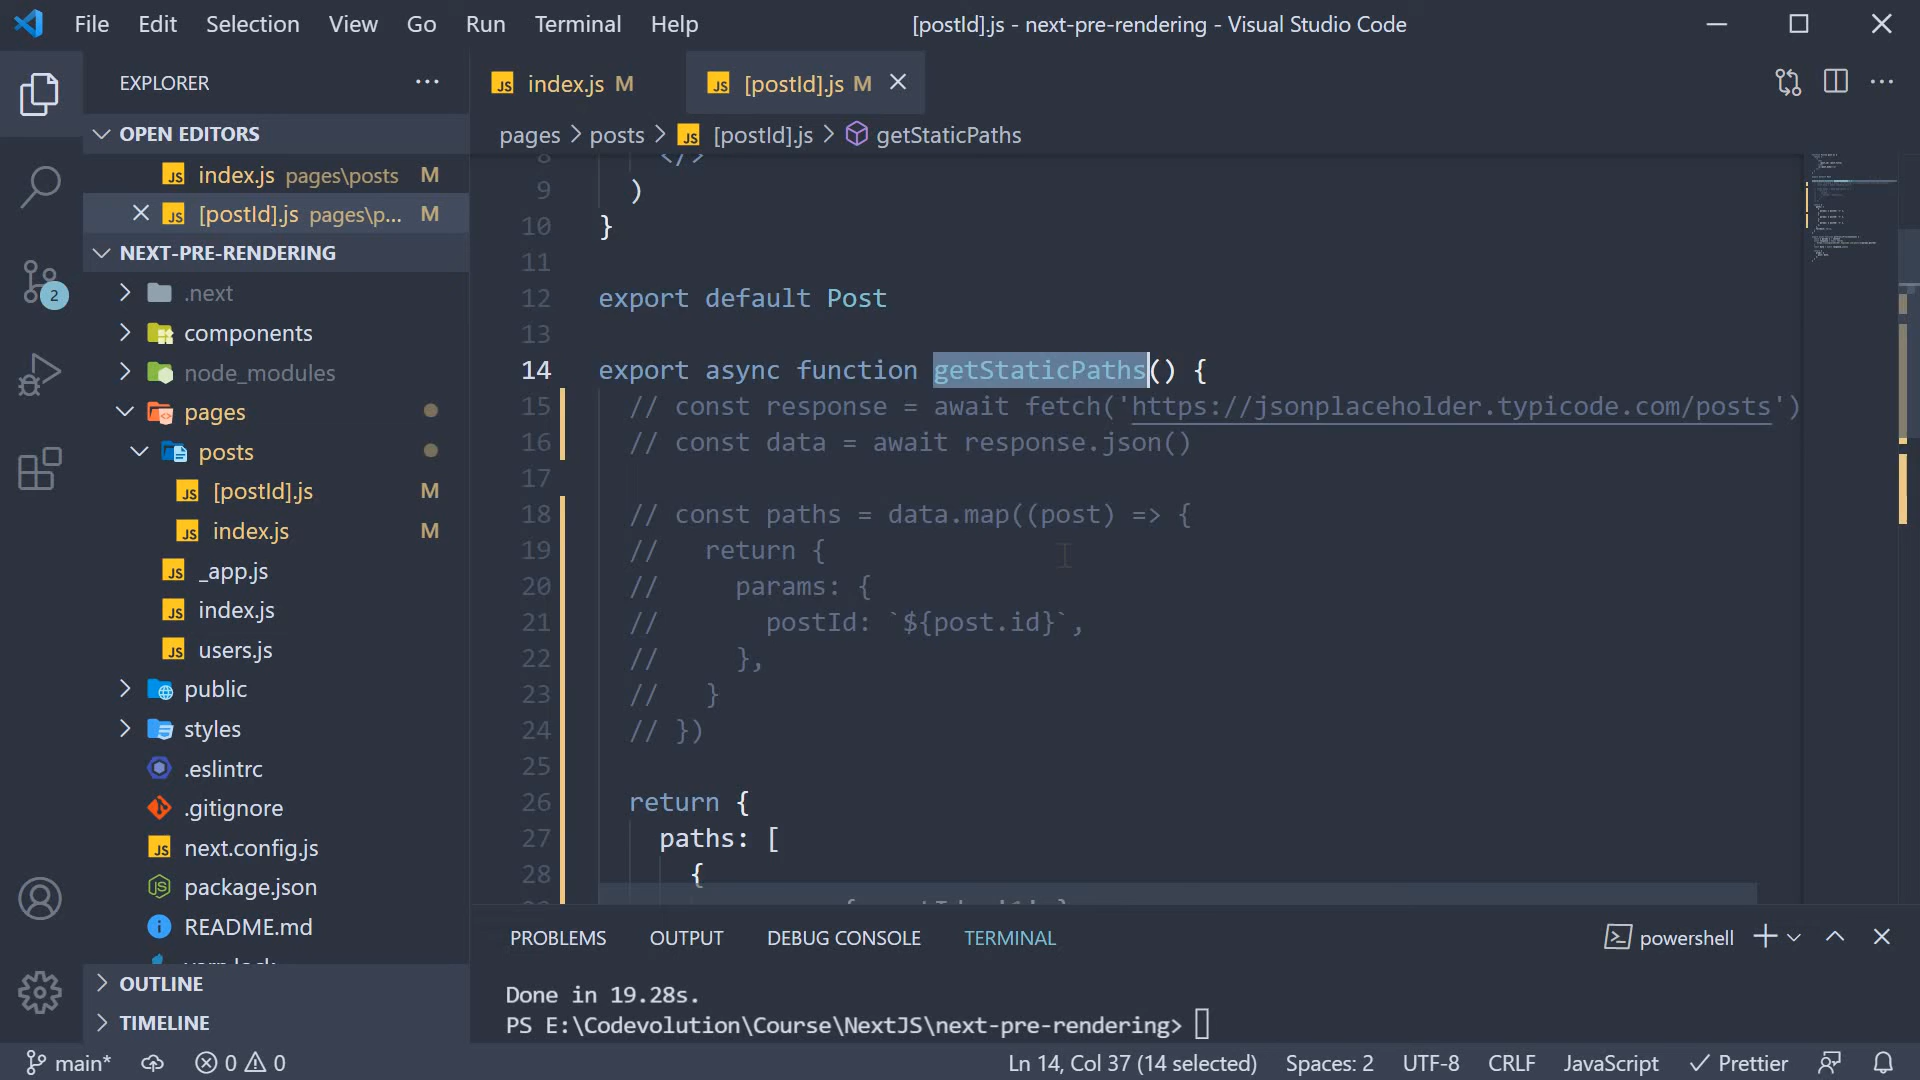 File Edit Selection View Go Run Terminal Help
[postId].js - next-pre-rendering - Visual Studio Code
EXPLORER
OPEN EDITORS
index.js pages\posts M
[postId].js pages\p... M
NEXT-PRE-RENDERING
.next
components
node_modules
pages
posts
[postId].js M
index.js M
_app.js
index.js
users.js
public
styles
.eslintrc
.gitignore
next.config.js
package.json
README.md
OUTLINE
TIMELINE
2
index.js M
[postId].js M
pages > posts > [postId].js > getStaticPaths
8 </>
9 )
10 }
11
12 export default Post
13
14 export async function getStaticPaths() {
15 // const response = await fetch('https://jsonplaceholder.typicode.com/posts')
16 // const data = await response.json()
17
18 // const paths = data.map((post) => {
19 // return {
20 // params: {
21 // postId: `${post.id}`,
22 // },
23 // }
24 // })
25
26 return {
27 paths: [
28 {
PROBLEMS OUTPUT DEBUG CONSOLE TERMINAL
powershell
Done in 19.28s.
PS E:\Codevolution\Course\NextJS\next-pre-rendering>
main* 0 0
Ln 14, Col 37 (14 selected) Spaces: 2 UTF-8 CRLF JavaScript Prettier